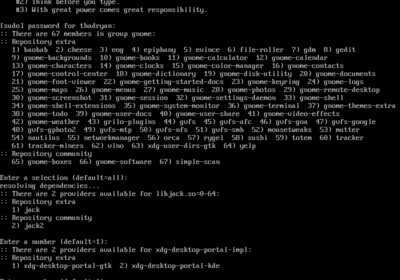 #2) Think before you type.
#3) With great power comes great responsibility.
[sudo] password for thadryan:
:: There are 67 members in group gnome:
:: Repository extra
1) baobab 2) cheese 3) eog 4) epiphany 5) evince 6) file-roller 7) gdm 8) gedit
9) gnome-backgrounds 10) gnome-books 11) gnome-calculator 12) gnome-calendar
13) gnome-characters 14) gnome-clocks 15) gnome-color-manager 16) gnome-contacts
17) gnome-control-center 18) gnome-dictionary 19) gnome-disk-utility 20) gnome-documents
21) gnome-font-viewer 22) gnome-getting-started-docs 23) gnome-keyring 24) gnome-logs
25) gnome-maps 26) gnome-menus 27) gnome-music 28) gnome-photos 29) gnome-remote-desktop
30) gnome-screenshot 31) gnome-session 32) gnome-settings-daemon 33) gnome-shell
34) gnome-shell-extensions 35) gnome-system-monitor 36) gnome-terminal 37) gnome-themes-extra
38) gnome-todo 39) gnome-user-docs 40) gnome-user-share 41) gnome-video-effects
42) gnome-weather 43) grilo-plugins 44) gvfs 45) gvfs-afc 46) gvfs-goa 47) gvfs-google
48) gvfs-gphoto2 49) gvfs-mtp 50) gvfs-nfs 51) gvfs-smb 52) mousetweaks 53) mutter
54) nautilus 55) networkmanager 56) orca 57) rygel 58) sushi 59) totem 60) tracker
61) tracker-miners 62) vino 63) xdg-user-dirs-gtk 64) yelp
:: Repository community
65) gnome-boxes 66) gnome-software 67) simple-scan
Enter a selection (default=all):
resolving dependencies...
:: There are 2 providers available for libjack.so=0-64:
:: Repository extra
1) jack
:: Repository community
2) jack2
Enter a number (default=1):
:: There are 2 providers available for xdg-desktop-portal-impl:
:: Repository extra
1) xdg-desktop-portal-gtk 2) xdg-desktop-portal-kde